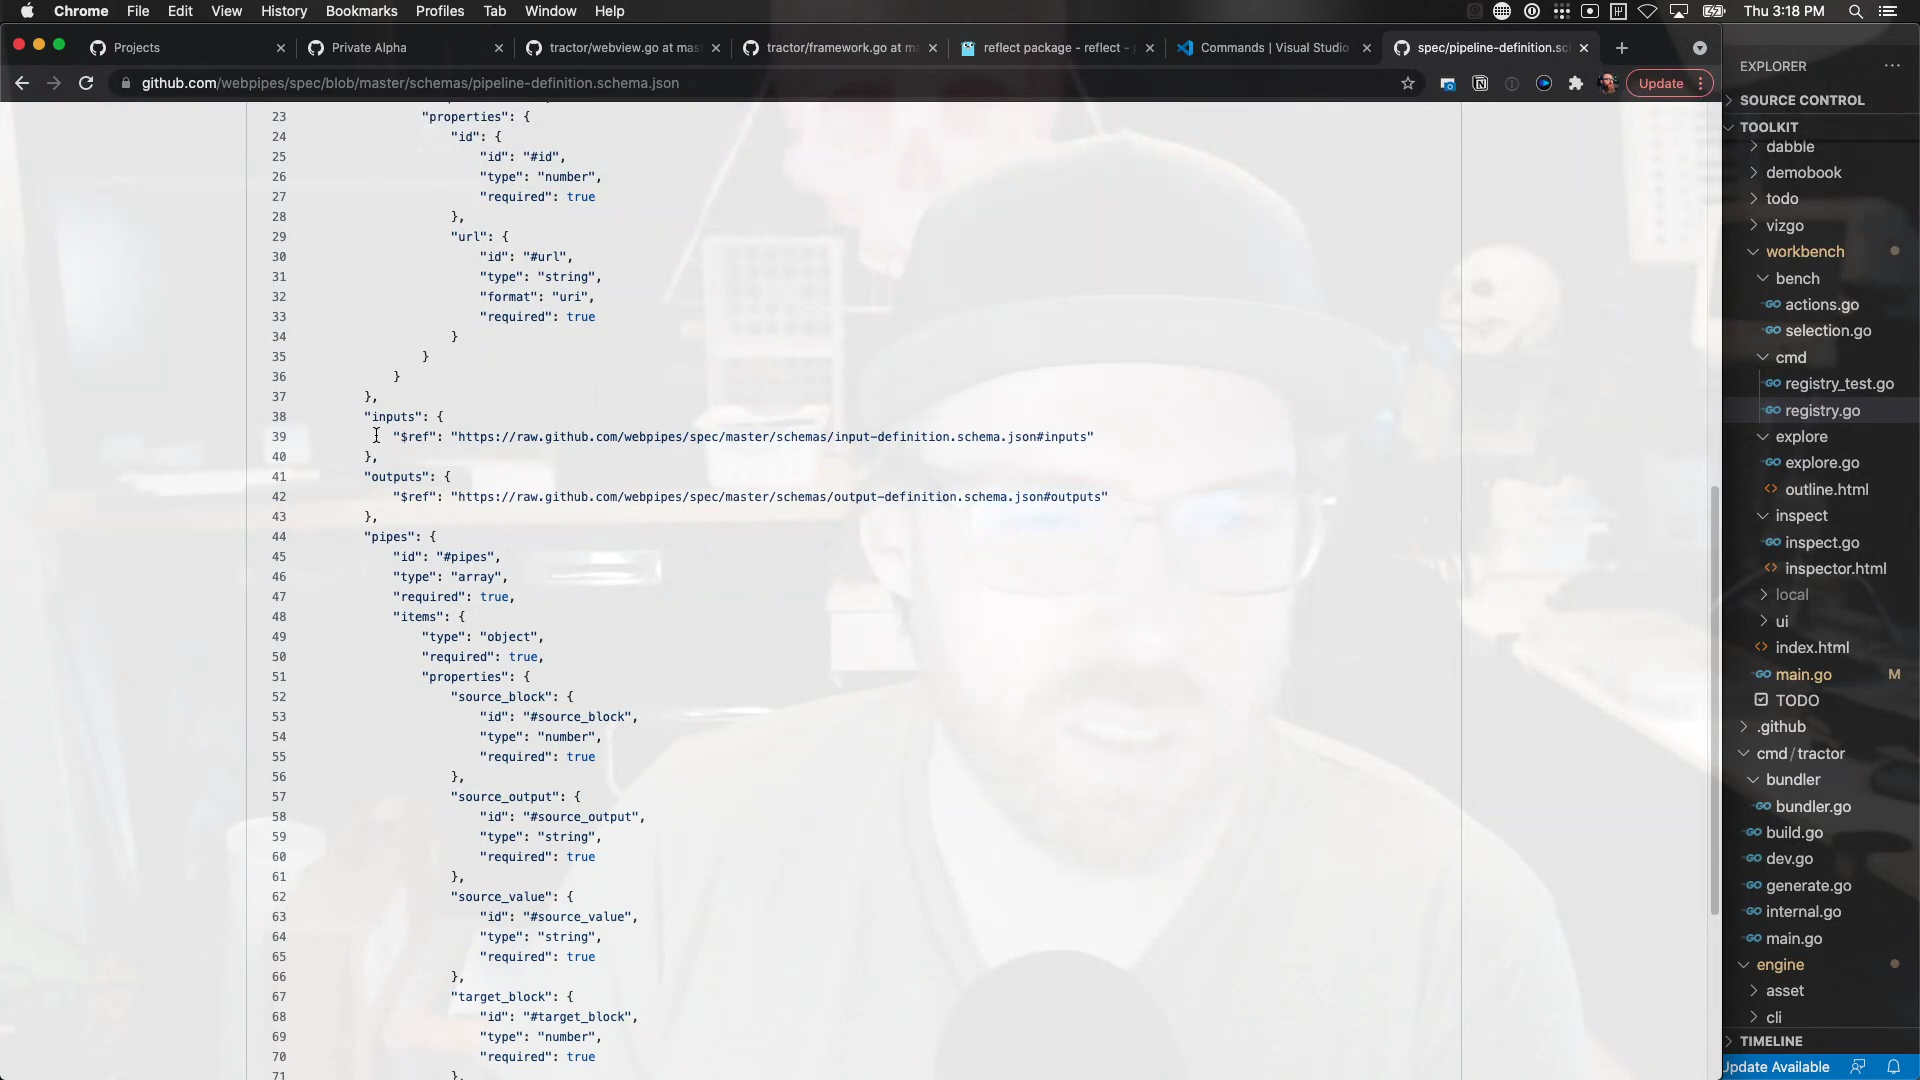 Chrome File Edit View History Bookmarks Profiles Tab Window Help Thu 3:18 PM
Projects Private Alpha tractor/webview.go at mas tractor/framework.go at ma reflect package - reflect - Commands | Visual Studio spec/pipeline-definition.sc
github.com/webpipes/spec/blob/master/schemas/pipeline-definition.schema.json Update
23 "properties": {
24 "id": {
25 "id": "#id",
26 "type": "number",
27 "required": true
28 },
29 "url": {
30 "id": "#url",
31 "type": "string",
32 "format": "uri",
33 "required": true
34 }
35 }
36 }
37 },
38 "inputs": {
39 "$ref": "https://raw.github.com/webpipes/spec/master/schemas/input-definition.schema.json#inputs"
40 },
41 "outputs": {
42 "$ref": "https://raw.github.com/webpipes/spec/master/schemas/output-definition.schema.json#outputs"
43 },
44 "pipes": {
45 "id": "#pipes",
46 "type": "array",
47 "required": true,
48 "items": {
49 "type": "object",
50 "required": true,
51 "properties": {
52 "source_block": {
53 "id": "#source_block",
54 "type": "number",
55 "required": true
56 },
57 "source_output": {
58 "id": "#source_output",
59 "type": "string",
60 "required": true
61 },
62 "source_value": {
63 "id": "#source_value",
64 "type": "string",
65 "required": true
66 },
67 "target_block": {
68 "id": "#target_block",
69 "type": "number",
70 "required": true
71 },
EXPLORER
SOURCE CONTROL
TOOLKIT
dabble
demobook
todo
vizgo
workbench
bench
actions.go
selection.go
cmd
registry_test.go
registry.go
explore
explore.go
outline.html
inspect
inspect.go
inspector.html
local
ui
index.html
main.go M
TODO
.github
cmd/tractor
bundler
bundler.go
build.go
dev.go
generate.go
internal.go
main.go
engine
asset
cli
TIMELINE
Update Available